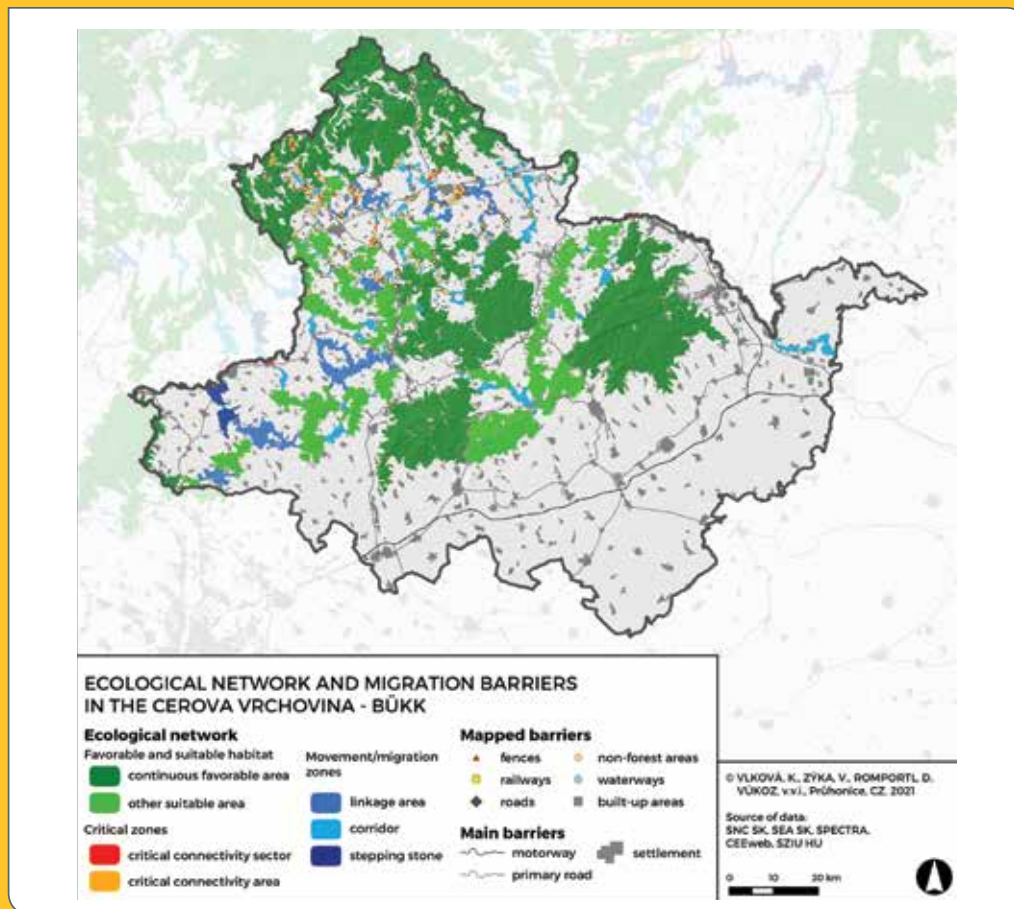 ECOLOGICAL NETWORK AND MIGRATION BARRIERS
IN THE CEROVA VRCHOVINA - BÜKK
Ecological network
Favorable and suitable habitat
continuous favorable area
other suitable area
Critical zones
critical connectivity sector
critical connectivity area
Movement/migration
zones
linkage area
corridor
stepping stone
Mapped barriers
fences
railways
roads
non-forest areas
waterways
built-up areas
Main barriers
motorway
primary road
settlement
© VLKOVÁ, K., ZÝKA, V., ROMPORTL, D.
VÚKOZ, v.v.i., Průhonice, CZ, 2021
Source of data:
SNC SK, SEA SK, SPECTRA,
CEEweb, SZIU HU
0 10 20 km